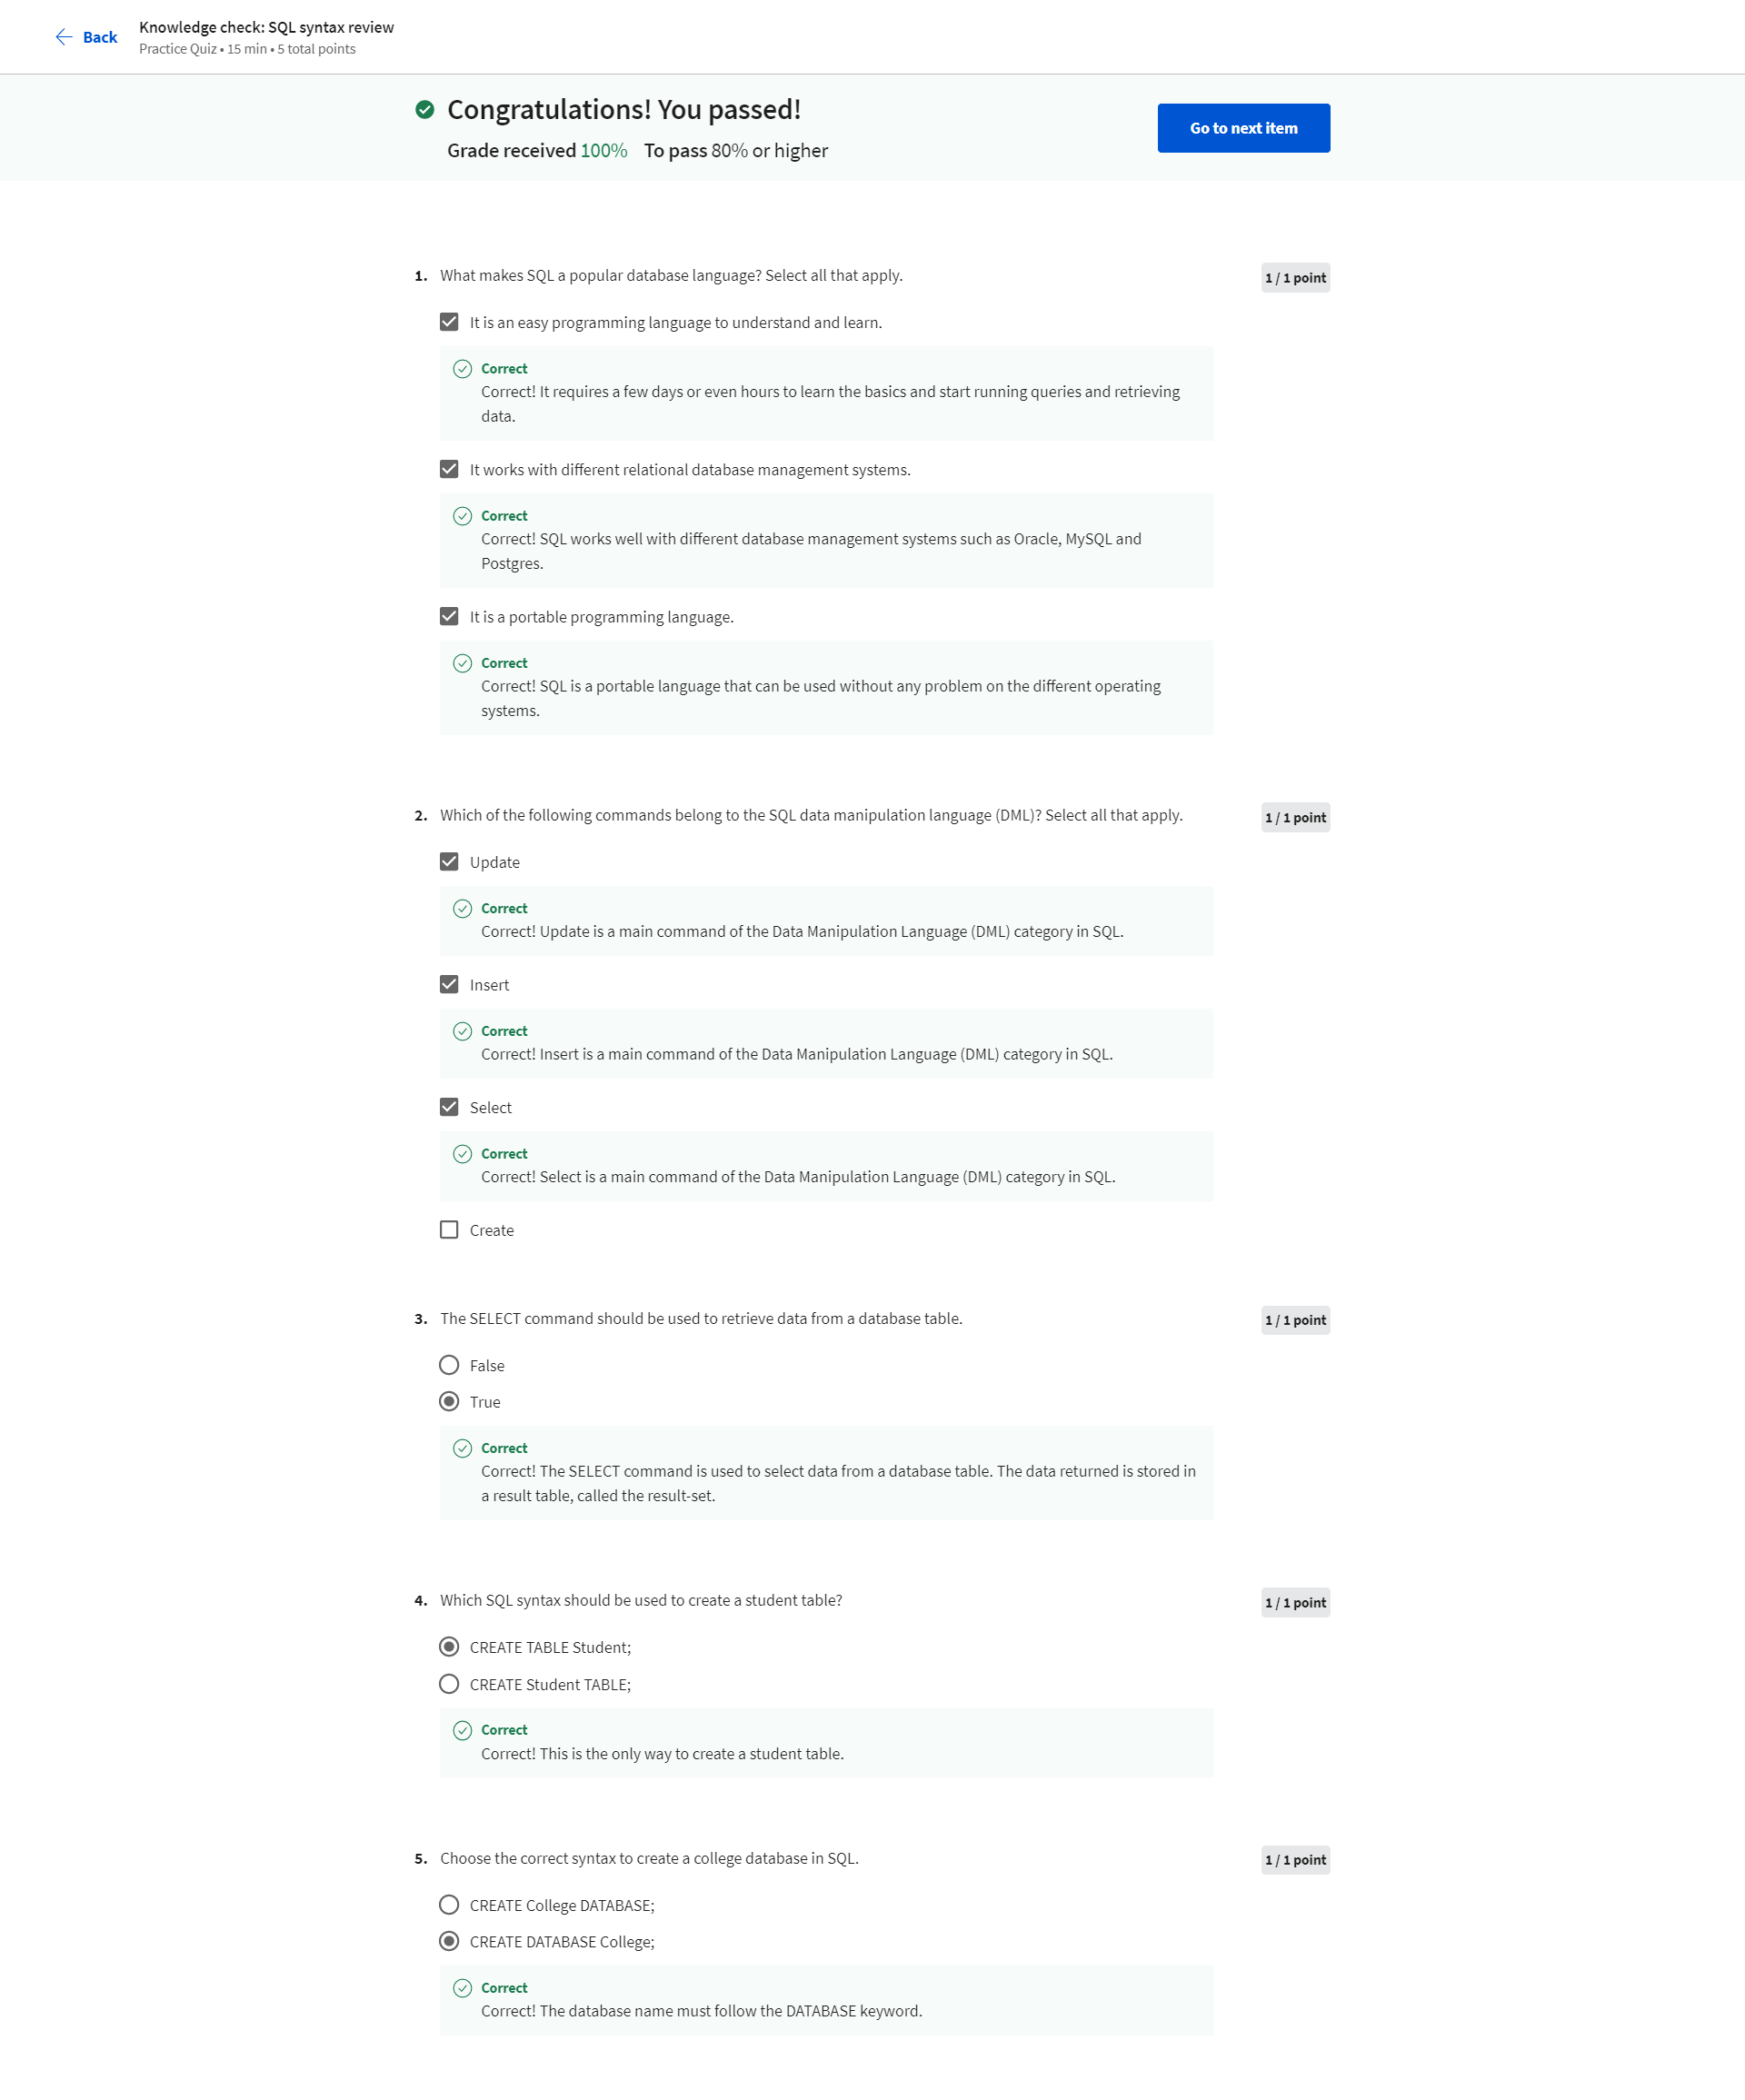 Back
Knowledge check: SQL syntax review
Practice Quiz • 15 min • 5 total points
Congratulations! You passed!
Grade received 100% To pass 80% or higher
Go to next item
1. What makes SQL a popular database language? Select all that apply.
1 / 1 point
It is an easy programming language to understand and learn.
Correct
Correct! It requires a few days or even hours to learn the basics and start running queries and retrieving
data.
It works with different relational database management systems.
Correct
Correct! SQL works well with different database management systems such as Oracle, MySQL and
Postgres.
It is a portable programming language.
Correct
Correct! SQL is a portable language that can be used without any problem on the different operating
systems.
2. Which of the following commands belong to the SQL data manipulation language (DML)? Select all that apply.
1 / 1 point
Update
Correct
Correct! Update is a main command of the Data Manipulation Language (DML) category in SQL.
Insert
Correct
Correct! Insert is a main command of the Data Manipulation Language (DML) category in SQL.
Select
Correct
Correct! Select is a main command of the Data Manipulation Language (DML) category in SQL.
Create
3. The SELECT command should be used to retrieve data from a database table.
1 / 1 point
False
True
Correct
Correct! The SELECT command is used to select data from a database table. The data returned is stored in
a result table, called the result-set.
4. Which SQL syntax should be used to create a student table?
1 / 1 point
CREATE TABLE Student;
CREATE Student TABLE;
Correct
Correct! This is the only way to create a student table.
5. Choose the correct syntax to create a college database in SQL.
1 / 1 point
CREATE College DATABASE;
CREATE DATABASE College;
Correct
Correct! The database name must follow the DATABASE keyword.